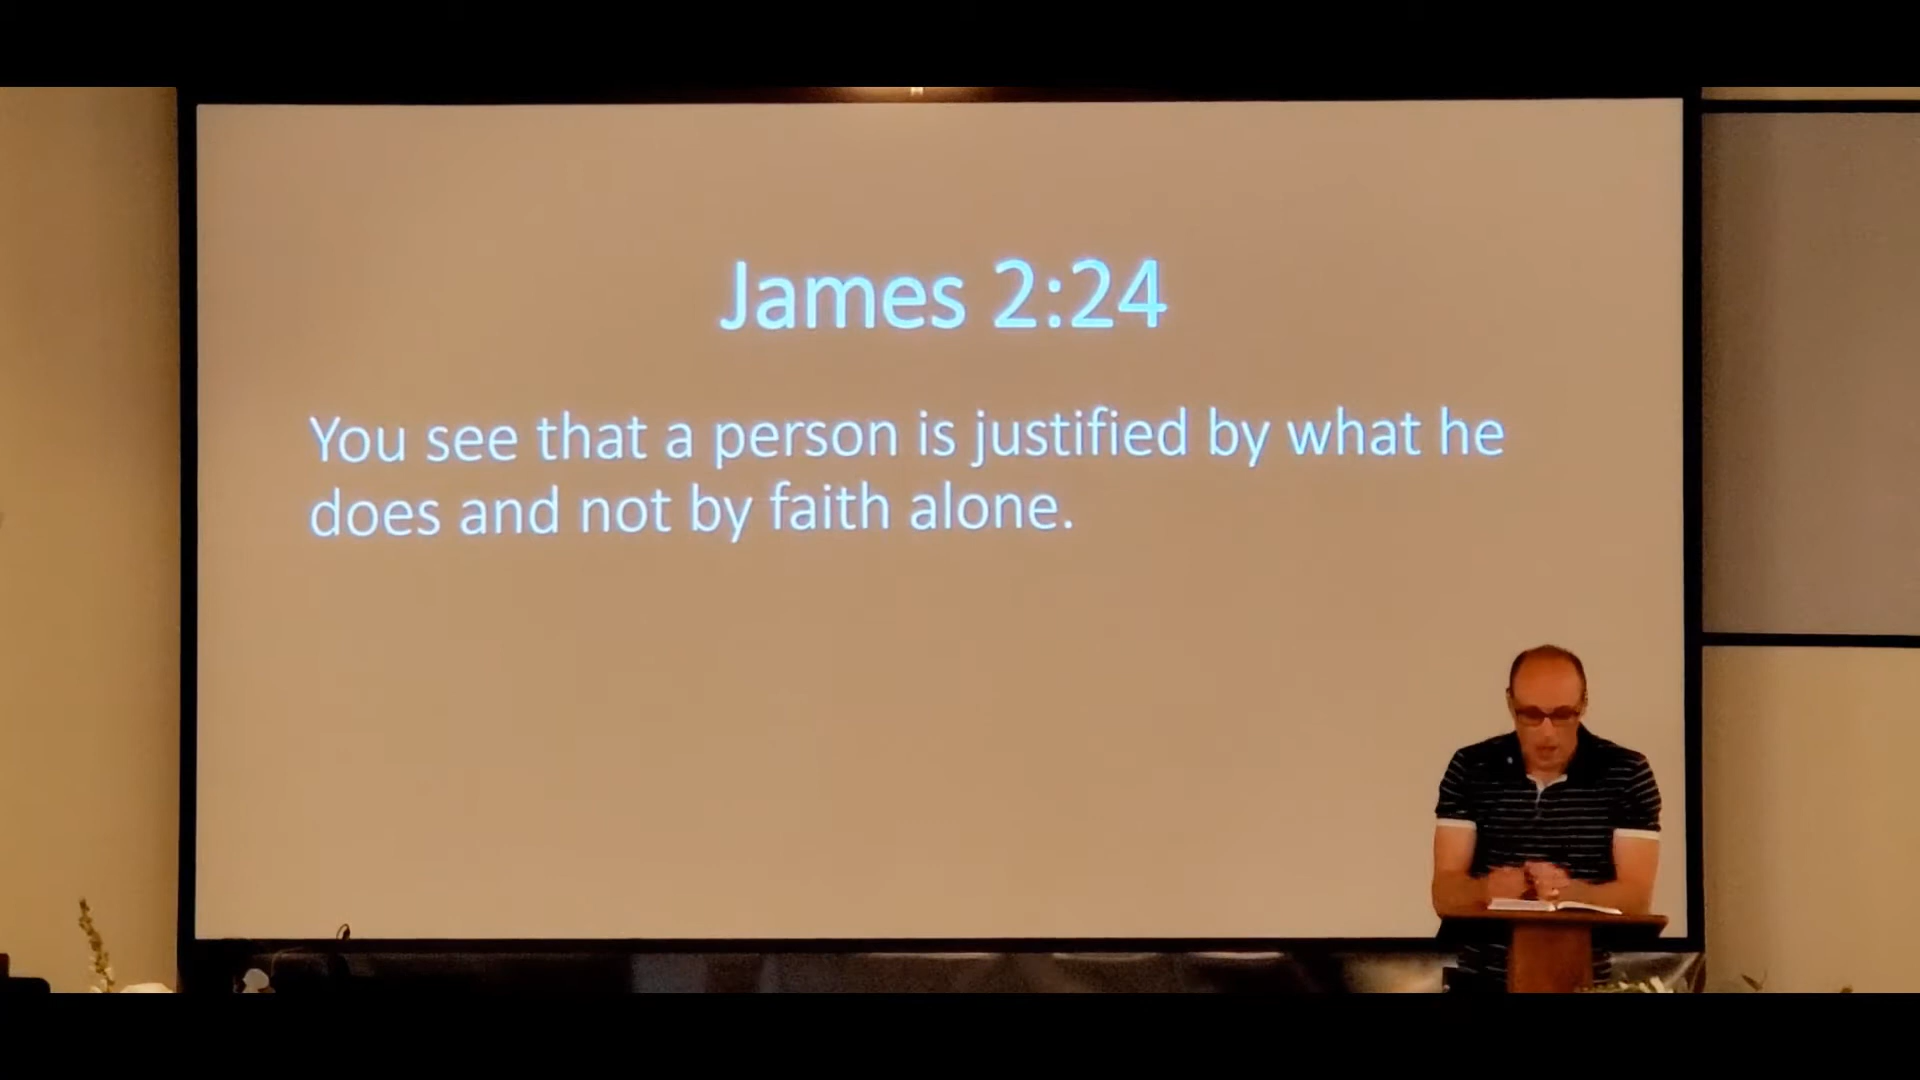 James 2:24
You see that a person is justified by what he
does and not by faith alone.